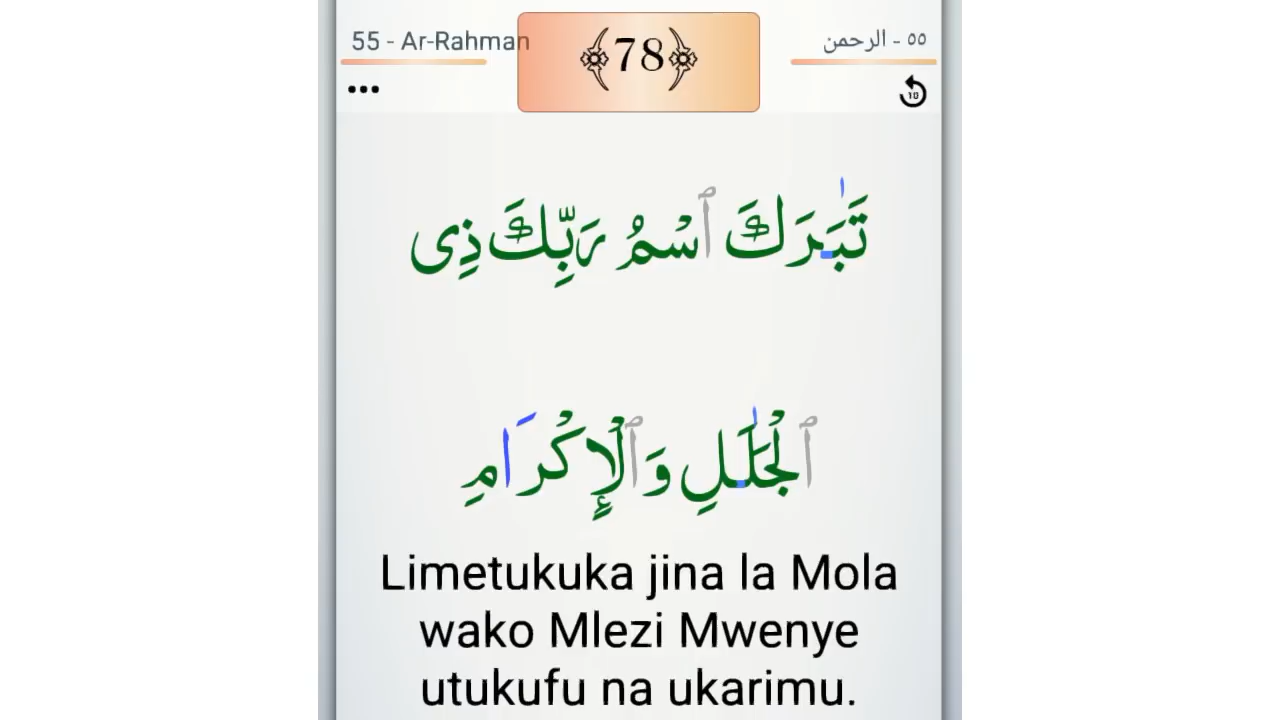 55 - Ar-Rahman
78
٥٥ - الرحمن
10
تَبَٰرَكَ ٱسْمُ رَبِّكَ ذِى
ٱلْجَلَٰلِ وَٱلْإِكْرَامِ
Limetukuka jina la Mola
wako Mlezi Mwenye
utukufu na ukarimu.